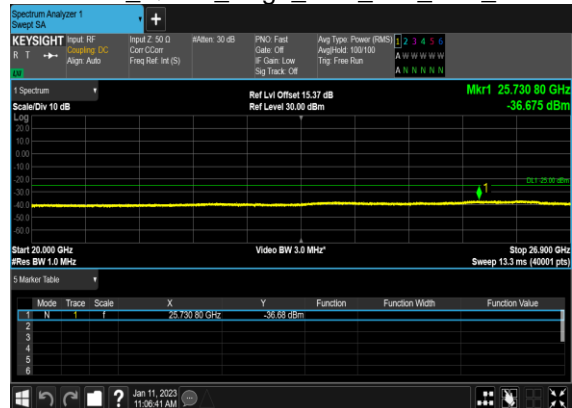 Spectrum Analyzer 1
Swept SA
+
KEYSIGHT
R T
LW
Input: RF
Coupling: DC
Align: Auto
Input Z: 50 Ω
Corr CCorr
Freq Ref: Int (S)
#Atten: 30 dB
PNO: Fast
Gate: Off
IF Gain: Low
Sig Track: Off
Avg Type: Power (RMS)
Avg|Hold: 100/100
Trig: Free Run
1 2 3 4 5 6
A W W W W W
A N N N N N
1 Spectrum
Scale/Div 10 dB
Ref Lvl Offset 15.37 dB
Ref Level 30.00 dBm
Mkr1 25.730 80 GHz
-36.675 dBm
Log
20.0
10.0
0.00
-10.0
-20.0
-30.0
-40.0
-50.0
-60.0
DL1 -25.00 dBm
1
Start 20.000 GHz
#Res BW 1.0 MHz
Video BW 3.0 MHz*
Stop 26.900 GHz
Sweep 13.3 ms (40001 pts)
5 Marker Table
Mode Trace Scale X Y Function Function Width Function Value
1 N 1 f 25.730 80 GHz -36.68 dBm
2
3
4
5
6
?
Jan 11, 2023
11:06:41 AM